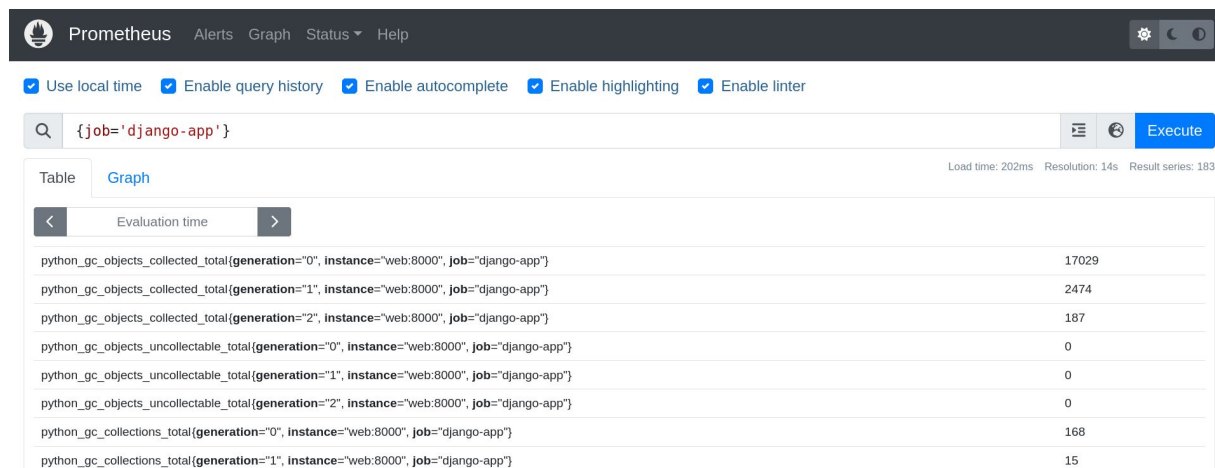 Prometheus Alerts Graph Status Help
Use local time Enable query history Enable autocomplete Enable highlighting Enable linter
{job='django-app'} Execute
Table Graph Load time: 202ms Resolution: 14s Result series: 183
Evaluation time
python_gc_objects_collected_total{generation="0", instance="web:8000", job="django-app"} 17029
python_gc_objects_collected_total{generation="1", instance="web:8000", job="django-app"} 2474
python_gc_objects_collected_total{generation="2", instance="web:8000", job="django-app"} 187
python_gc_objects_uncollectable_total{generation="0", instance="web:8000", job="django-app"} 0
python_gc_objects_uncollectable_total{generation="1", instance="web:8000", job="django-app"} 0
python_gc_objects_uncollectable_total{generation="2", instance="web:8000", job="django-app"} 0
python_gc_collections_total{generation="0", instance="web:8000", job="django-app"} 168
python_gc_collections_total{generation="1", instance="web:8000", job="django-app"} 15